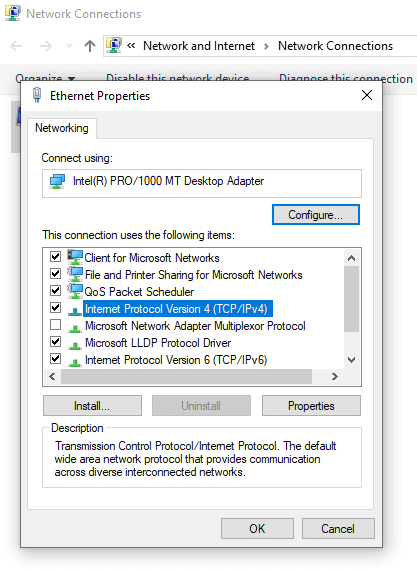 Network Connections
« Network and Internet > Network Connections
Organize Disable this network device Diagnose this connection
Ethernet Properties
Networking
Connect using:
Intel(R) PRO/1000 MT Desktop Adapter
Configure...
This connection uses the following items:
Client for Microsoft Networks
File and Printer Sharing for Microsoft Networks
QoS Packet Scheduler
Internet Protocol Version 4 (TCP/IPv4)
Microsoft Network Adapter Multiplexor Protocol
Microsoft LLDP Protocol Driver
Internet Protocol Version 6 (TCP/IPv6)
Install... Uninstall Properties
Description
Transmission Control Protocol/Internet Protocol. The default
wide area network protocol that provides communication
across diverse interconnected networks.
OK Cancel